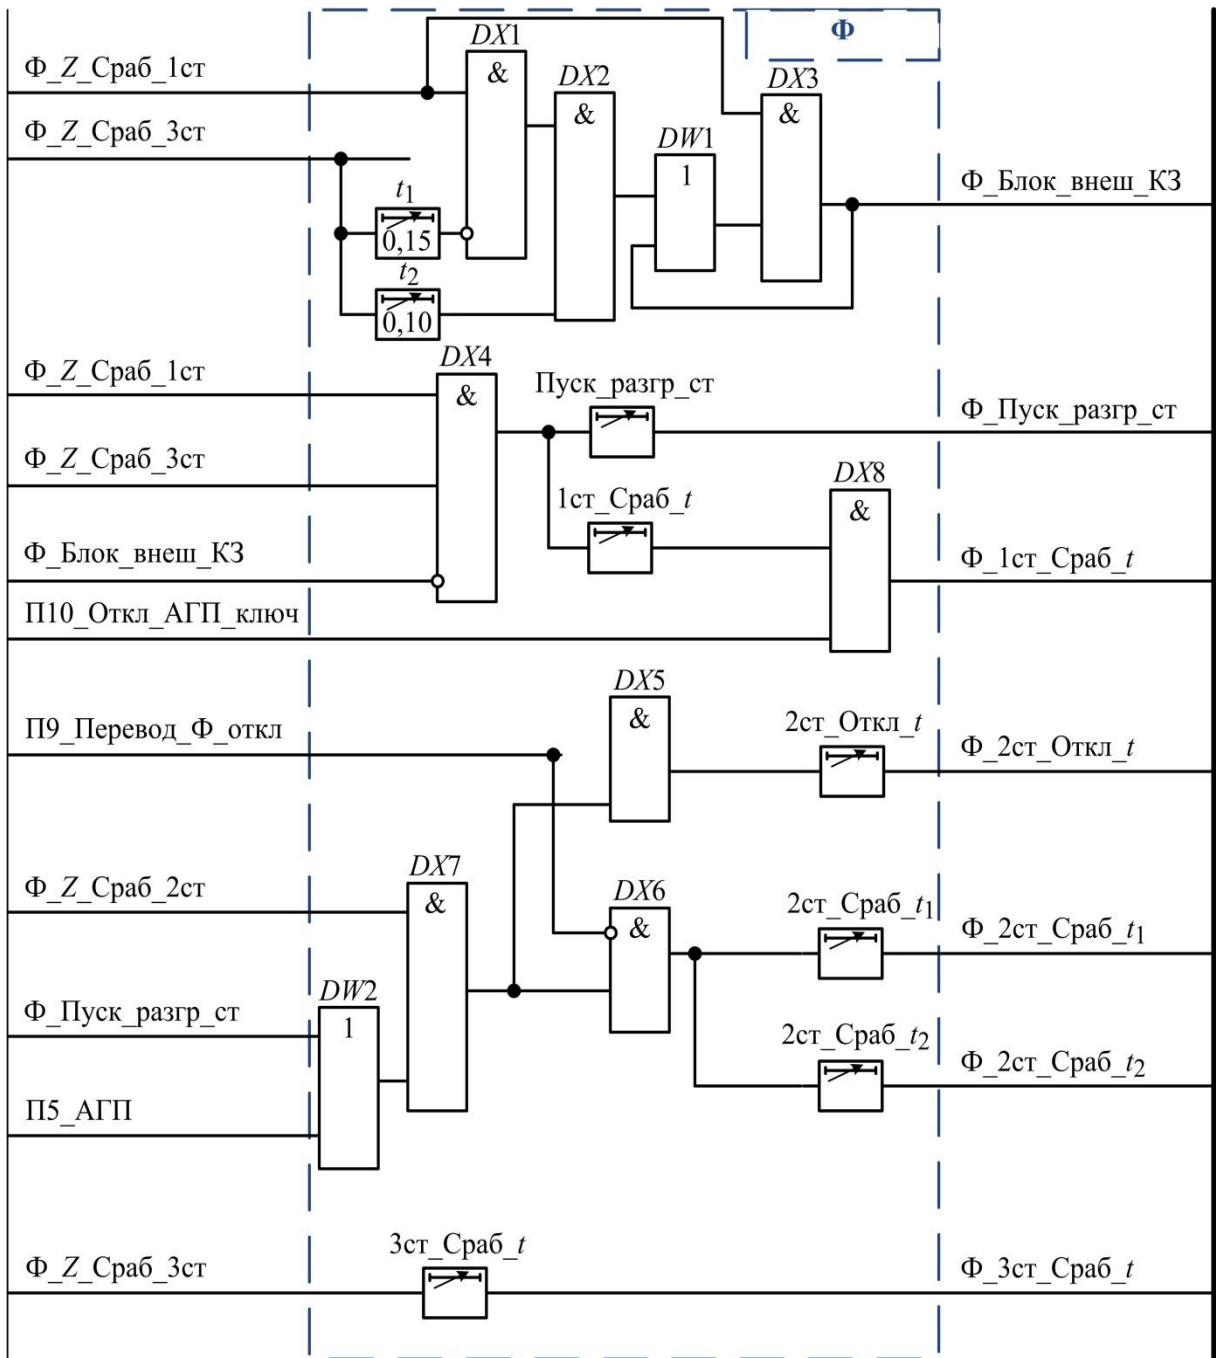 Ф
DX1
&
Ф_Z_Сраб_1ст
DX2
&
DX3
&
Ф_Z_Сраб_3ст
DW1
1
t1
0,15
Ф_Блок_внеш_КЗ
t2
0,10
DX4
&
Ф_Z_Сраб_1ст
Пуск_разгр_ст
Ф_Пуск_разгр_ст
Ф_Z_Сраб_3ст
DX8
&
1ст_Сраб_t
Ф_Блок_внеш_КЗ
Ф_1ст_Сраб_t
П10_Откл_АГП_ключ
DX5
&
П9_Перевод_Ф_откл
2ст_Откл_t
Ф_2ст_Откл_t
DX7
&
Ф_Z_Сраб_2ст
DX6
&
2ст_Сраб_t1
Ф_2ст_Сраб_t1
DW2
1
Ф_Пуск_разгр_ст
2ст_Сраб_t2
Ф_2ст_Сраб_t2
П5_АГП
3ст_Сраб_t
Ф_Z_Сраб_3ст
Ф_3ст_Сраб_t